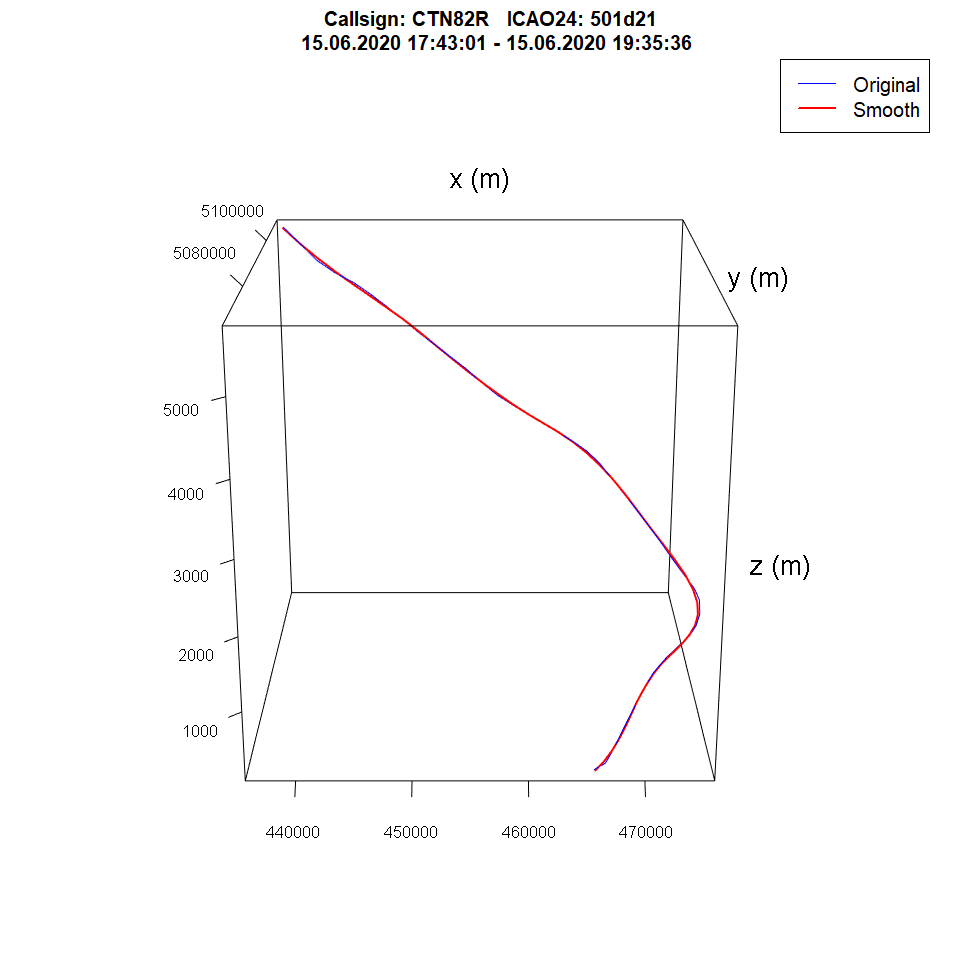 Callsign: CTN82R   ICAO24: 501d21
15.06.2020 17:43:01 - 15.06.2020 19:35:36
Original
Smooth
x (m)
5100000
5080000
y (m)
5000
4000
z (m)
3000
2000
1000
440000 450000 460000 470000